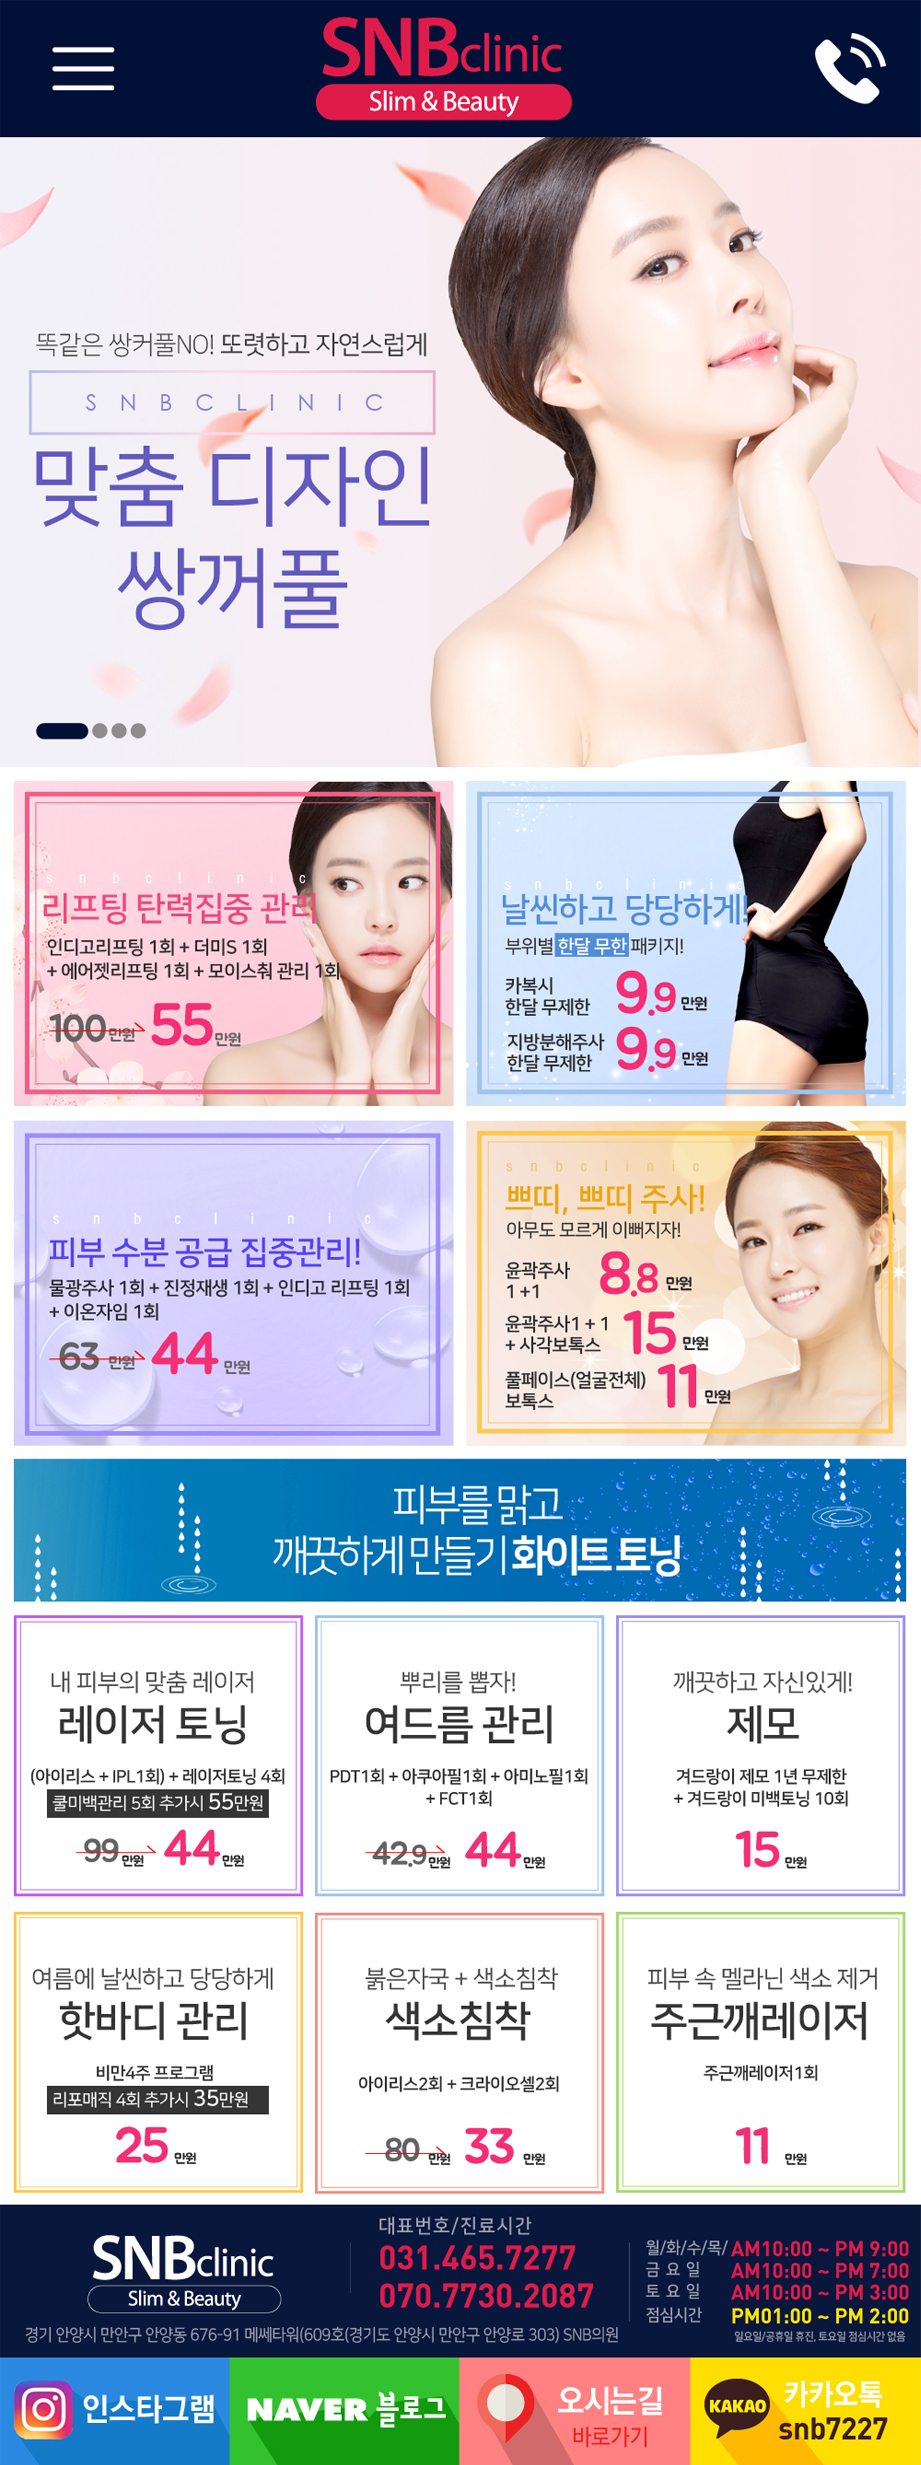 SNBclinic
Slim & Beauty
똑같은 쌍커풀NO! 또렷하고 자연스럽게
SNBCLINIC
맞춤 디자인
쌍꺼풀
snbclinic
리프팅 탄력집중 관리
인디고리프팅 1회 + 더미S 1회
+ 에어젯리프팅 1회 + 모이스춰 관리 1회
100만원 55만원
snbclinic
날씬하고 당당하게!
부위별 한달 무한 패키지!
카복시
한달 무제한 9.9 만원
지방분해주사
한달 무제한 9.9 만원
snbclinic
피부 수분 공급 집중관리!
물광주사 1회 + 진정재생 1회 + 인디고 리프팅 1회
+ 이온자임 1회
63 만원 44 만원
snbclinic
쁘띠, 쁘띠 주사!
아무도 모르게 이뻐지자!
윤곽주사
1 +1 8.8 만원
윤곽주사1 + 1
+ 사각보톡스 15 만원
풀페이스(얼굴전체)
보톡스 11 만원
피부를 맑고
깨끗하게 만들기 화이트 토닝
내 피부의 맞춤 레이저
레이저 토닝
(아이리스 + IPL1회) + 레이저토닝 4회
쿨미백관리 5회 추가시 55만원
99 만원 44 만원
뿌리를 뽑자!
여드름 관리
PDT1회 + 아쿠아필1회 + 아미노필1회
+ FCT1회
42.9 만원 44 만원
깨끗하고 자신있게!
제모
겨드랑이 제모 1년 무제한
+ 겨드랑이 미백토닝 10회
15 만원
여름에 날씬하고 당당하게
핫바디 관리
비만4주 프로그램
리포매직 4회 추가시 35만원
25 만원
붉은자국 + 색소침착
색소침착
아이리스2회 + 크라이오셀2회
80 만원 33 만원
피부 속 멜라닌 색소 제거
주근깨레이저
주근깨레이저1회
11 만원
SNBclinic
Slim & Beauty
대표번호/진료시간
031.465.7277
070.7730.2087
월/화/수/목/ AM10:00 ~ PM 9:00
금 요 일 AM10:00 ~ PM 7:00
토 요 일 AM10:00 ~ PM 3:00
점심시간 PM01:00 ~ PM 2:00
일요일/공휴일 휴진, 토요일 점심시간 없음
경기 안양시 만안구 안양동 676-91 메쎄타워(609호(경기도 안양시 만안구 안양로 303) SNB의원
인스타그램
NAVER 블로그
오시는길
바로가기
KAKAO
카카오톡
snb7227